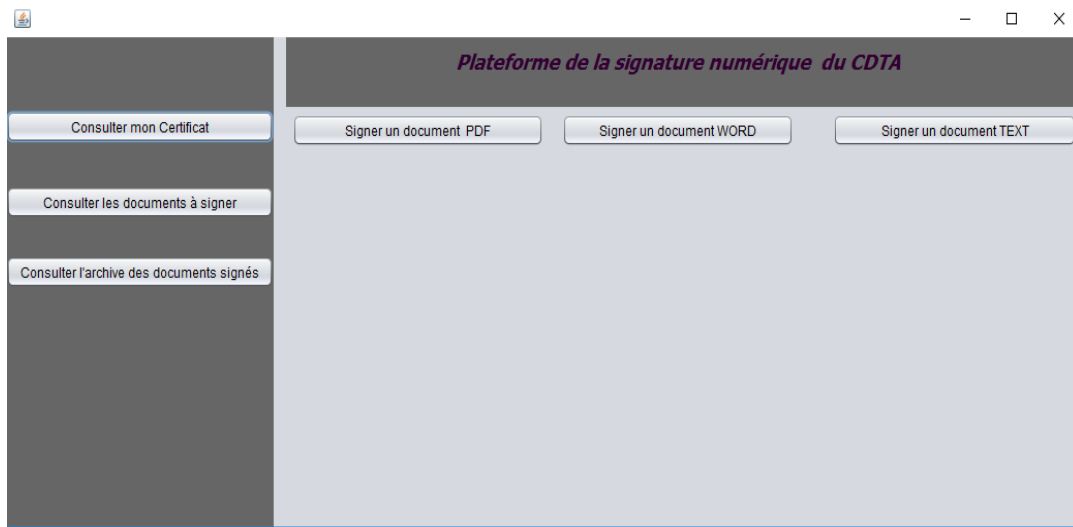 Plateforme de la signature numérique du CDTA
Consulter mon Certificat
Signer un document PDF
Signer un document WORD
Signer un document TEXT
Consulter les documents à signer
Consulter l'archive des documents signés